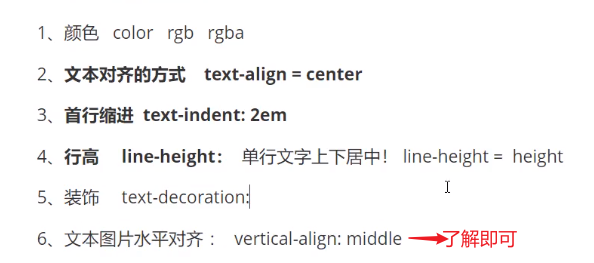 1、颜色 color rgb rgba
2、文本对齐的方式 text-align = center
3、首行缩进 text-indent: 2em
4、行高 line-height： 单行文字上下居中！ line-height = height
5、装饰 text-decoration:
6、文本图片水平对齐： vertical-align: middle 了解即可